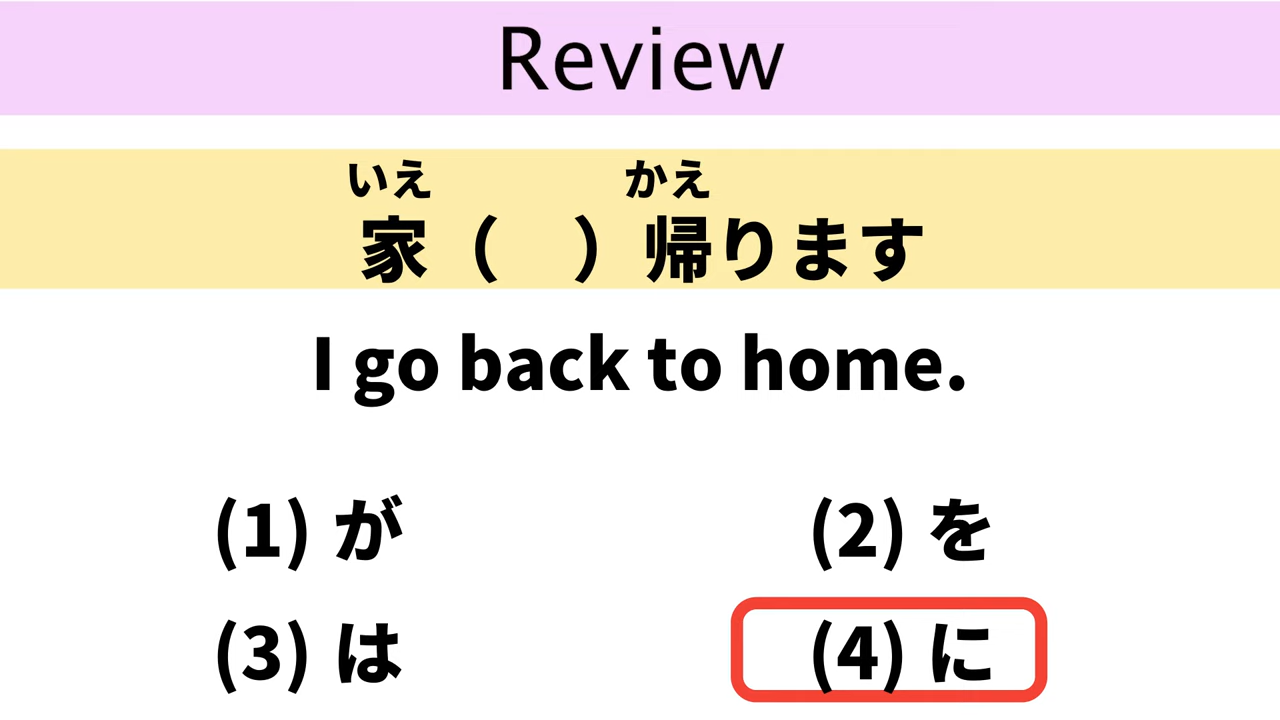 Review
いえ かえ
家（ ）帰ります
I go back to home.
(1) が (2) を
(3) は (4) に